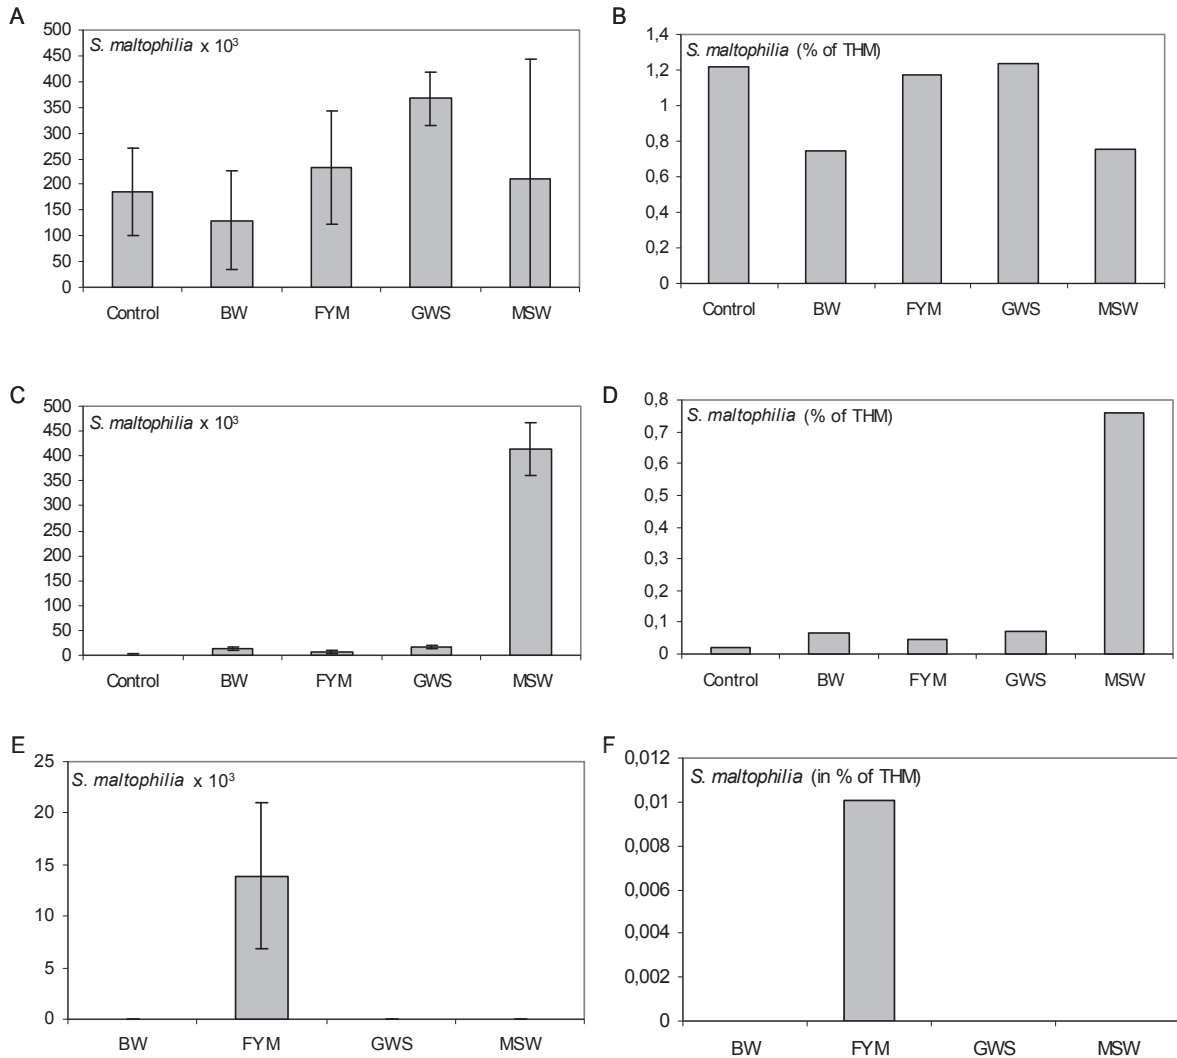 A
S. maltophilia x 10³
500
450
400
350
300
250
200
150
100
50
0
Control BW FYM GWS MSW
B
S. maltophilia (% of THM)
1,4
1,2
1
0,8
0,6
0,4
0,2
0
Control BW FYM GWS MSW
C
S. maltophilia x 10³
500
450
400
350
300
250
200
150
100
50
0
Control BW FYM GWS MSW
D
S. maltophilia (% of THM)
0,8
0,7
0,6
0,5
0,4
0,3
0,2
0,1
0
Control BW FYM GWS MSW
E
S. maltophilia x 10³
25
20
15
10
5
0
BW FYM GWS MSW
F
S. maltophilia (in % of THM)
0,012
0,01
0,008
0,006
0,004
0,002
0
BW FYM GWS MSW